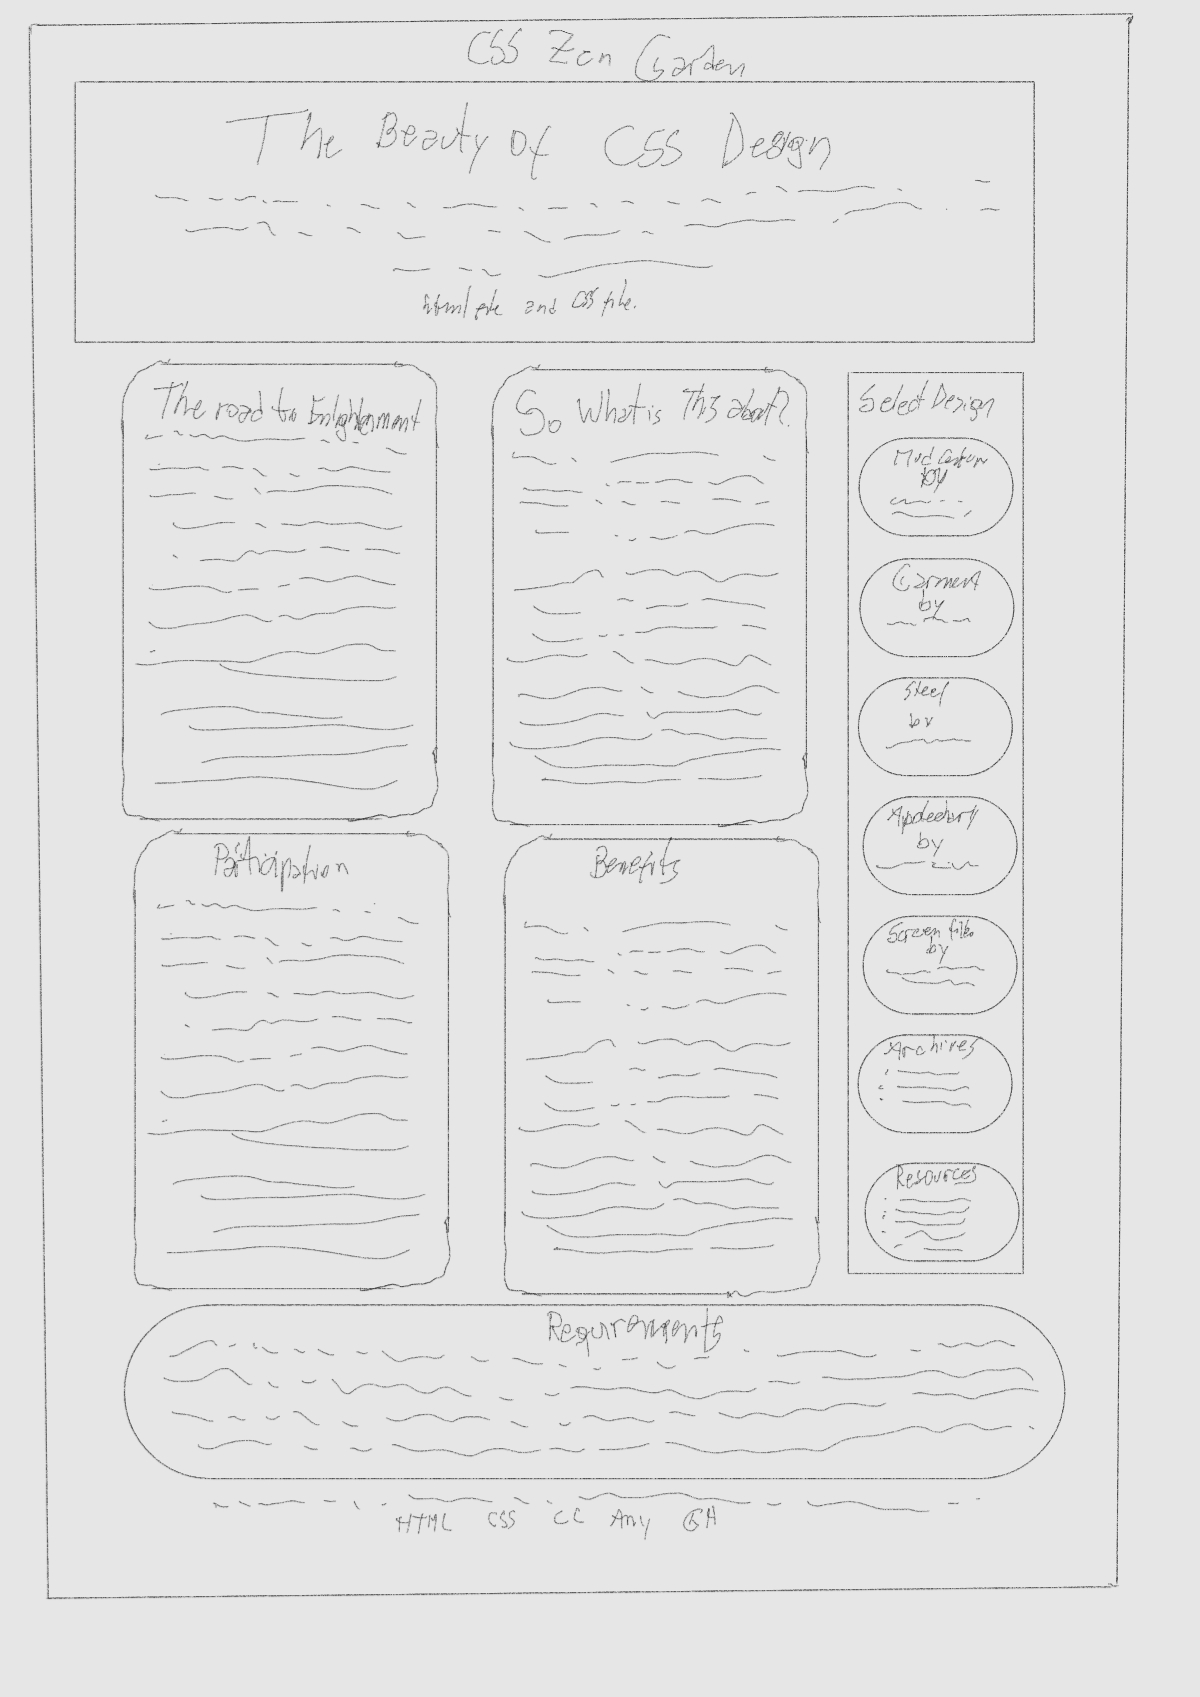 CSS Zen Garden
The Beauty of CSS Design
html file and CSS file.
The road to Enlightenment
So What is This about?
Participation
Benefits
Select Design
Mid Century
by
Garment
by
Steel
by
Apothecary
by
Screen files
by
Archives
Resources
Requirements
HTML CSS CC Any GH